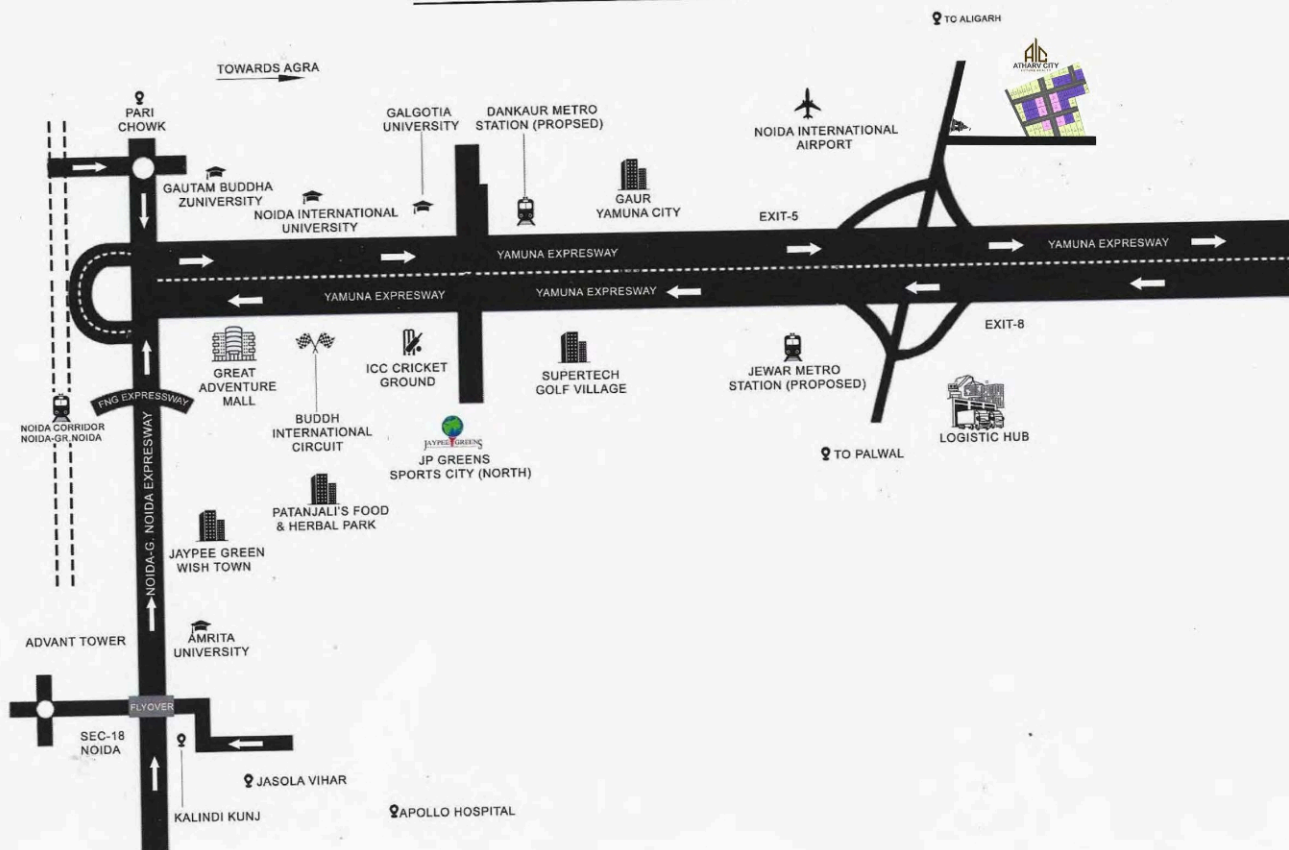 TO ALIGARH
ATHARV CITY
TOWARDS AGRA
PARI
CHOWK
GALGOTIA
UNIVERSITY
DANKAUR METRO
STATION (PROPSED)
NOIDA INTERNATIONAL
AIRPORT
GAUTAM BUDDHA
ZUNIVERSITY
NOIDA INTERNATIONAL
UNIVERSITY
GAUR
YAMUNA CITY
EXIT-5
YAMUNA EXPRESWAY
YAMUNA EXPRESWAY
YAMUNA EXPRESWAY
YAMUNA EXPRESWAY
EXIT-8
GREAT
ADVENTURE
MALL
BUDDH
INTERNATIONAL
CIRCUIT
ICC CRICKET
GROUND
SUPERTECH
GOLF VILLAGE
JEWAR METRO
STATION (PROPOSED)
LOGISTIC HUB
FNG EXPRESSWAY
NOIDA CORRIDOR
NOIDA-GR.NOIDA
JAYPEE GREENS
JP GREENS
SPORTS CITY (NORTH)
TO PALWAL
NOIDA-G. NOIDA EXPRESWAY
PATANJALI'S FOOD
& HERBAL PARK
JAYPEE GREEN
WISH TOWN
ADVANT TOWER
AMRITA
UNIVERSITY
FLYOVER
SEC-18
NOIDA
JASOLA VIHAR
KALINDI KUNJ
APOLLO HOSPITAL